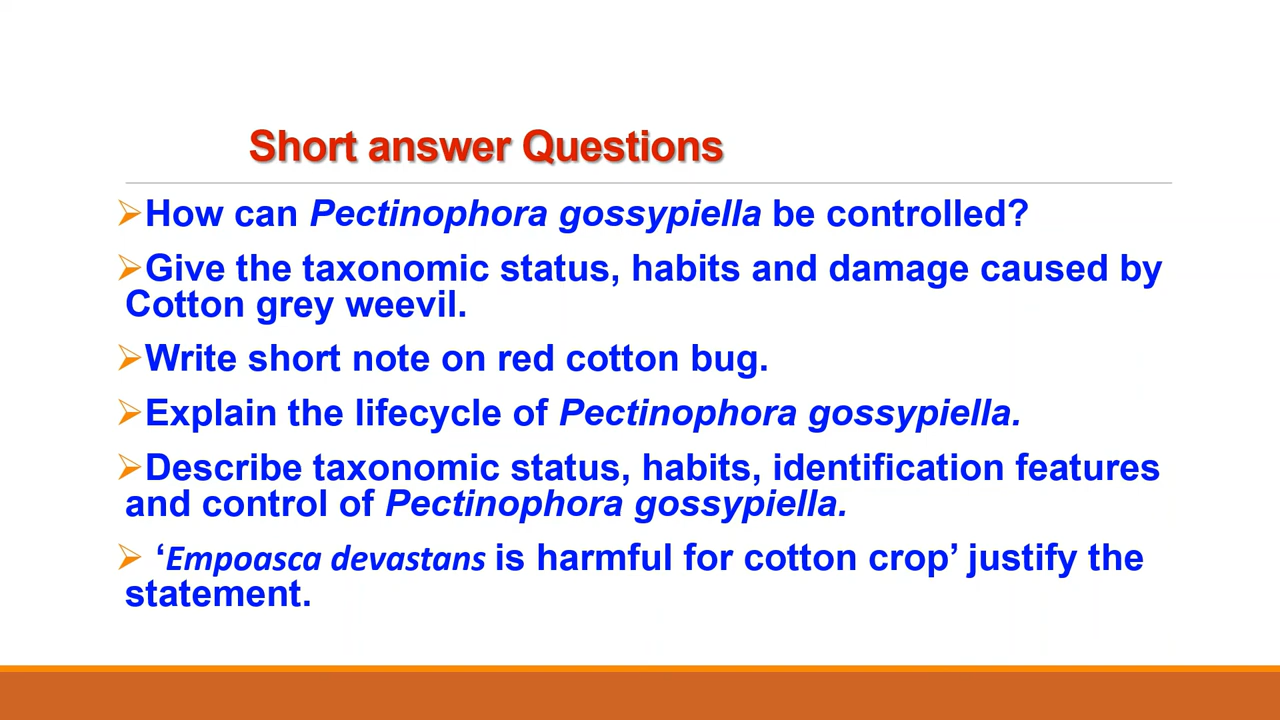 Short answer Questions
➢How can Pectinophora gossypiella be controlled?
➢Give the taxonomic status, habits and damage caused by
Cotton grey weevil.
➢Write short note on red cotton bug.
➢Explain the lifecycle of Pectinophora gossypiella.
➢Describe taxonomic status, habits, identification features
and control of Pectinophora gossypiella.
➢ ‘Empoasca devastans is harmful for cotton crop’ justify the
statement.